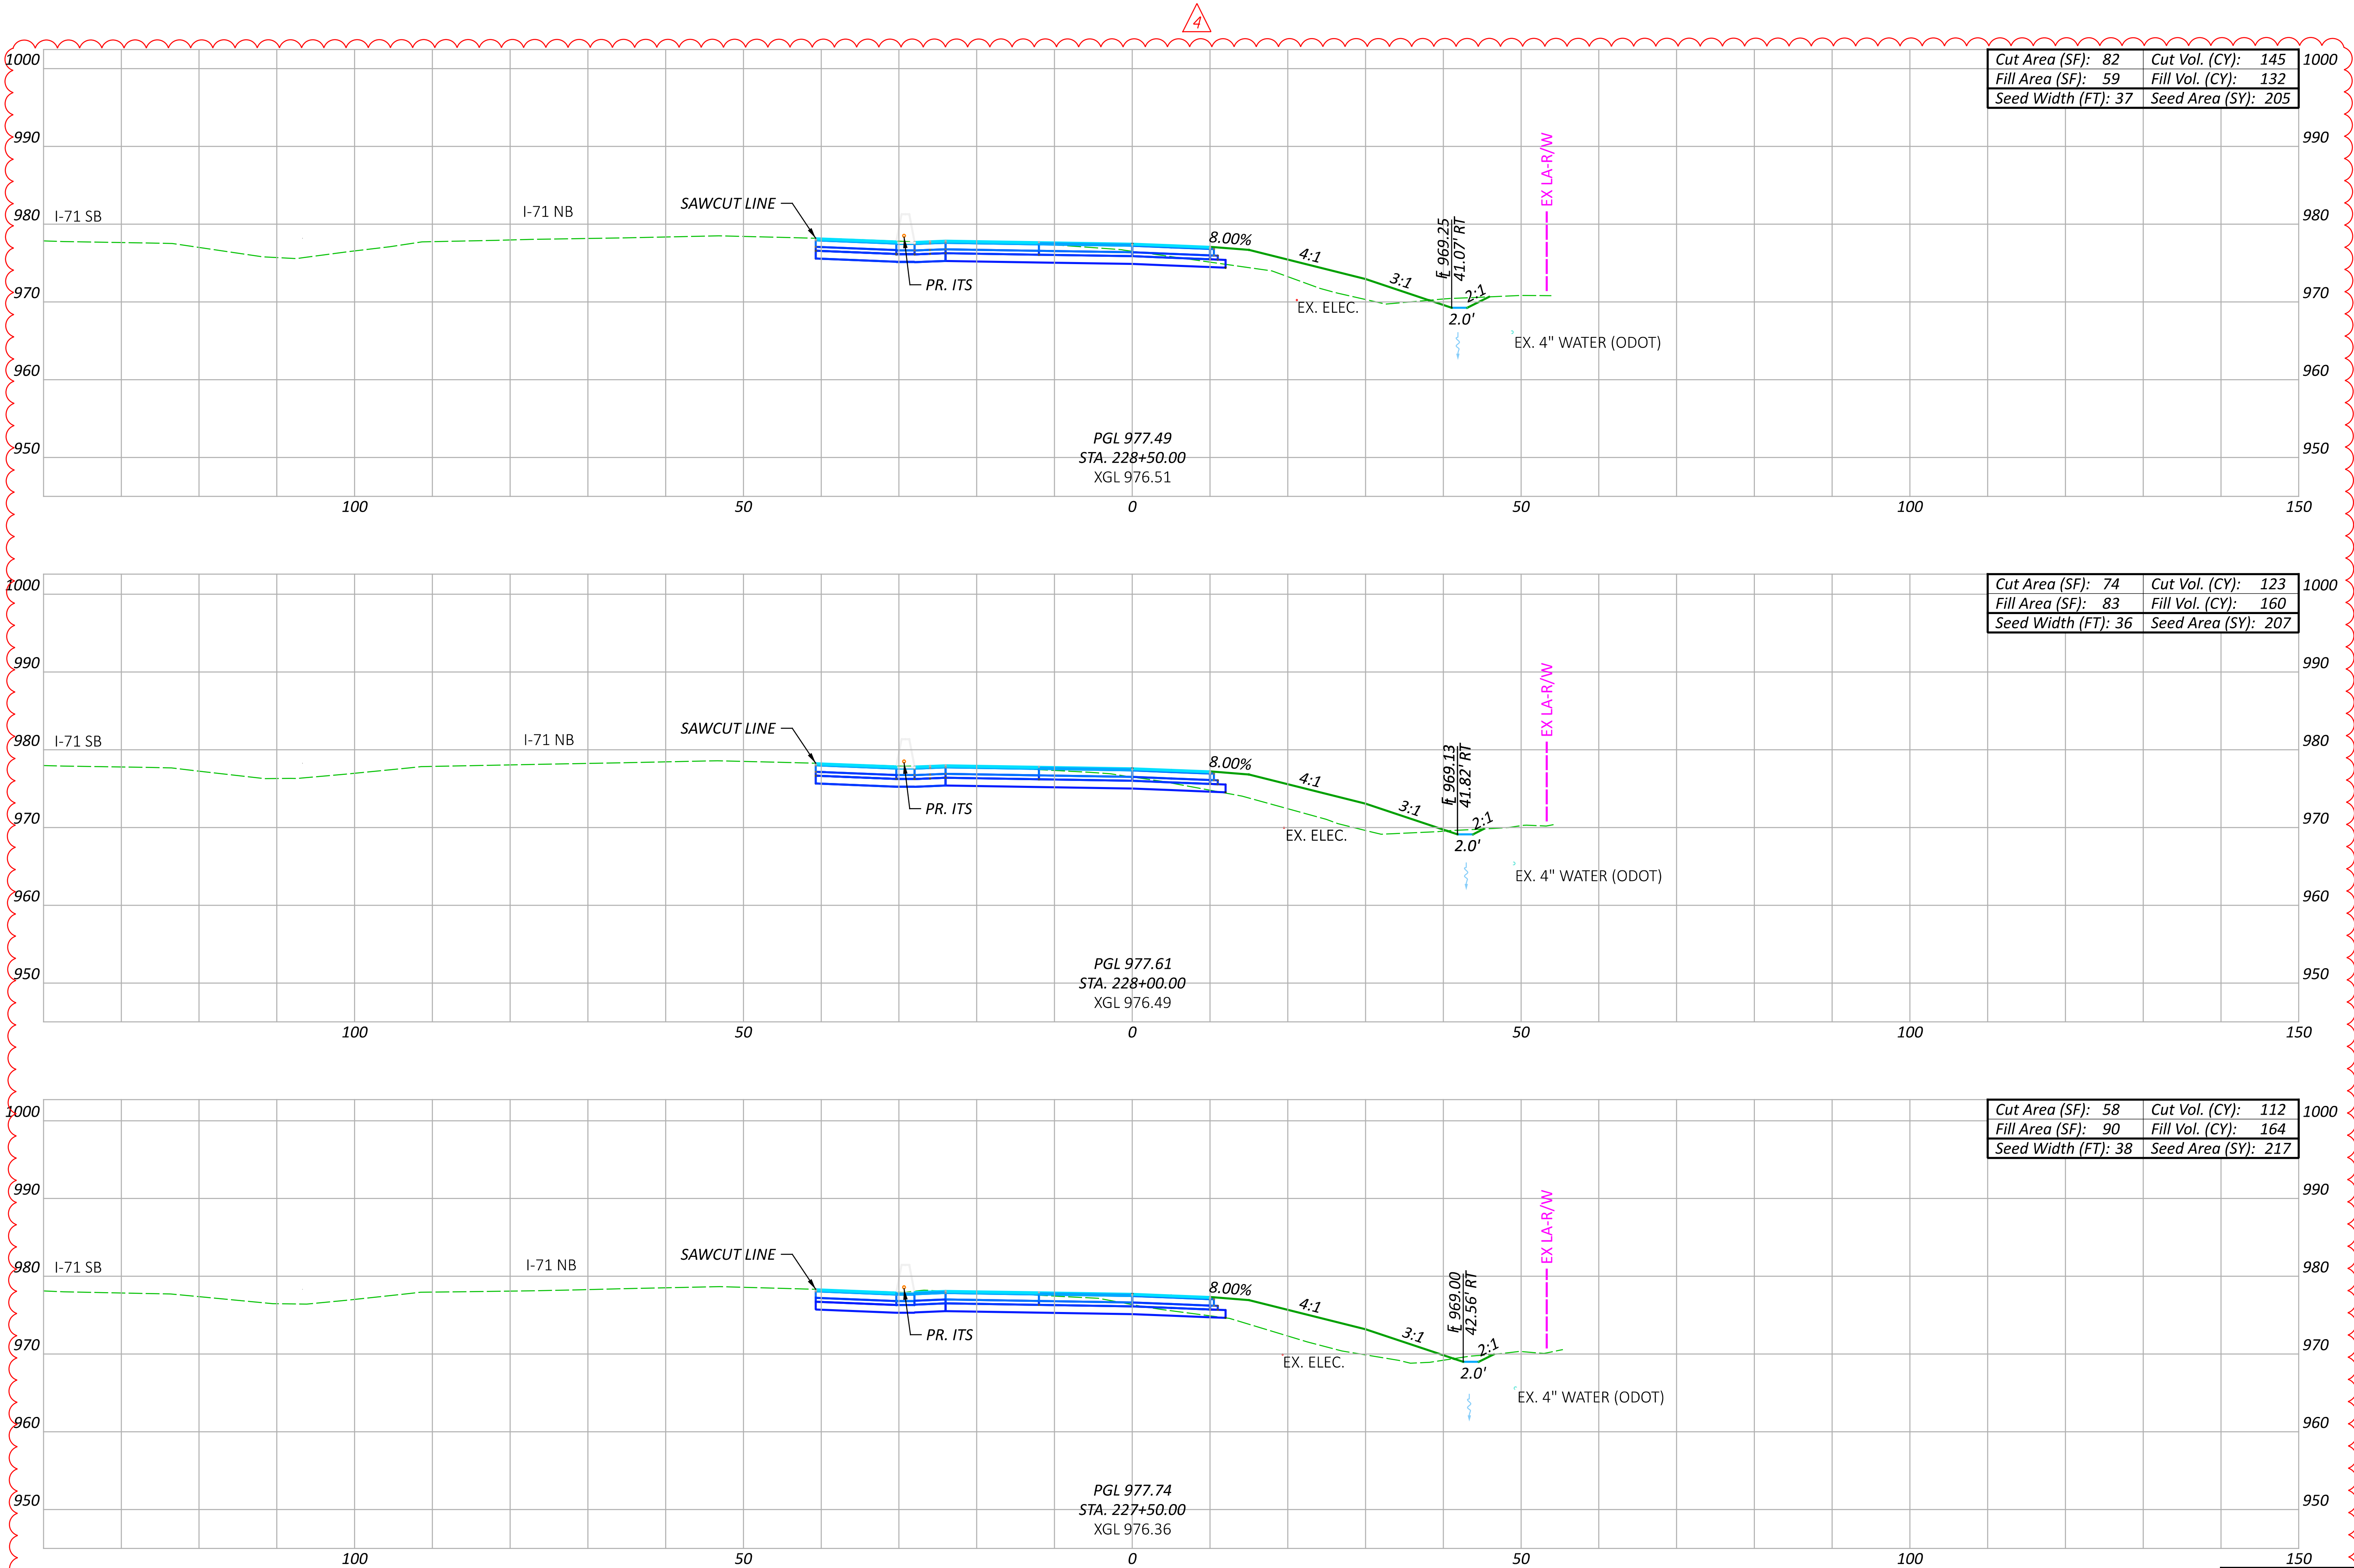 4
1000
Cut Area (SF): 82 Cut Vol. (CY): 145
1000
Fill Area (SF): 59 Fill Vol. (CY): 132
Seed Width (FT): 37 Seed Area (SY): 205
990
EX LA-R/W
990
980
I-71 SB
I-71 NB
SAWCUT LINE
8.00%
4:1
3:1
℄ 969.25
41.07' RT
2:1
980
970
PR. ITS
EX. ELEC.
2.0'
970
EX. 4" WATER (ODOT)
960
960
950
PGL 977.49
STA. 228+50.00
XGL 976.51
950
100 50 0 50 100 150
1000
Cut Area (SF): 74 Cut Vol. (CY): 123
1000
Fill Area (SF): 83 Fill Vol. (CY): 160
Seed Width (FT): 36 Seed Area (SY): 207
990
EX LA-R/W
990
980
I-71 SB
I-71 NB
SAWCUT LINE
8.00%
4:1
3:1
℄ 969.13
41.82' RT
2:1
980
970
PR. ITS
EX. ELEC.
2.0'
970
EX. 4" WATER (ODOT)
960
960
950
PGL 977.61
STA. 228+00.00
XGL 976.49
950
100 50 0 50 100 150
1000
Cut Area (SF): 58 Cut Vol. (CY): 112
1000
Fill Area (SF): 90 Fill Vol. (CY): 164
Seed Width (FT): 38 Seed Area (SY): 217
990
EX LA-R/W
990
980
I-71 SB
I-71 NB
SAWCUT LINE
8.00%
4:1
3:1
℄ 969.00
42.56' RT
2:1
980
970
PR. ITS
EX. ELEC.
2.0'
970
EX. 4" WATER (ODOT)
960
960
950
PGL 977.74
STA. 227+50.00
XGL 976.36
950
100 50 0 50 100 150